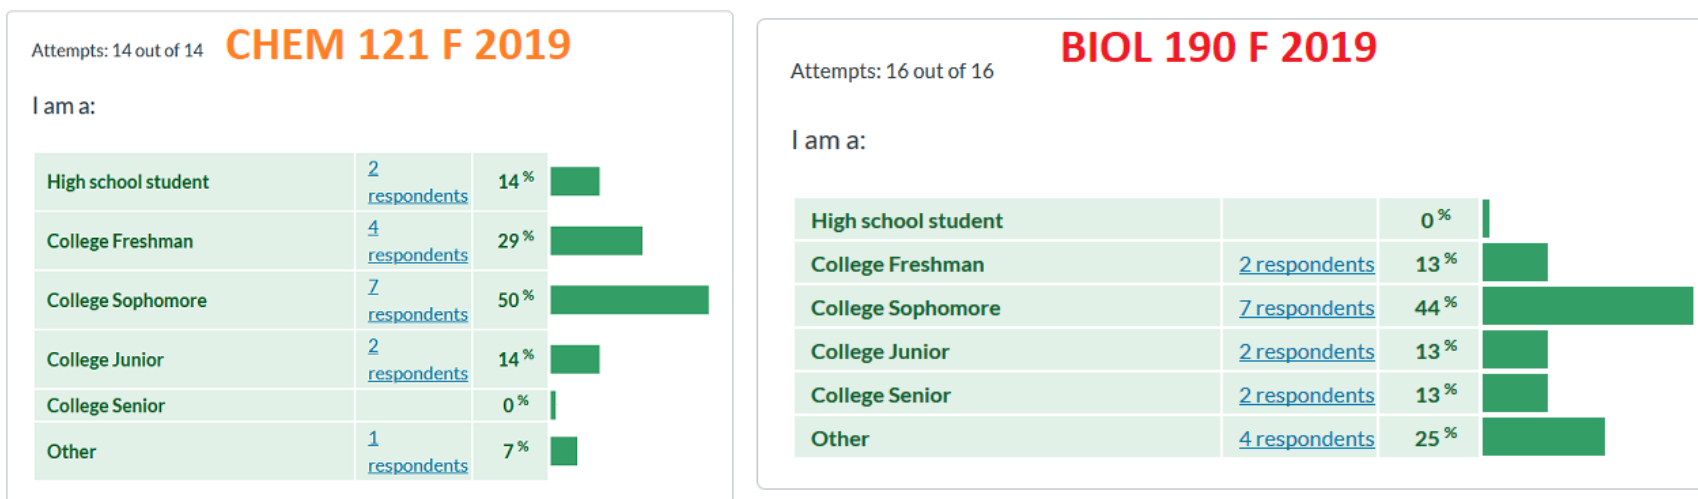 Attempts: 14 out of 14 CHEM 121 F 2019
I am a:
High school student 2 respondents 14 %
College Freshman 4 respondents 29 %
College Sophomore 7 respondents 50 %
College Junior 2 respondents 14 %
College Senior 0 %
Other 1 respondents 7 %
BIOL 190 F 2019
Attempts: 16 out of 16
I am a:
High school student 0 %
College Freshman 2 respondents 13 %
College Sophomore 7 respondents 44 %
College Junior 2 respondents 13 %
College Senior 2 respondents 13 %
Other 4 respondents 25 %